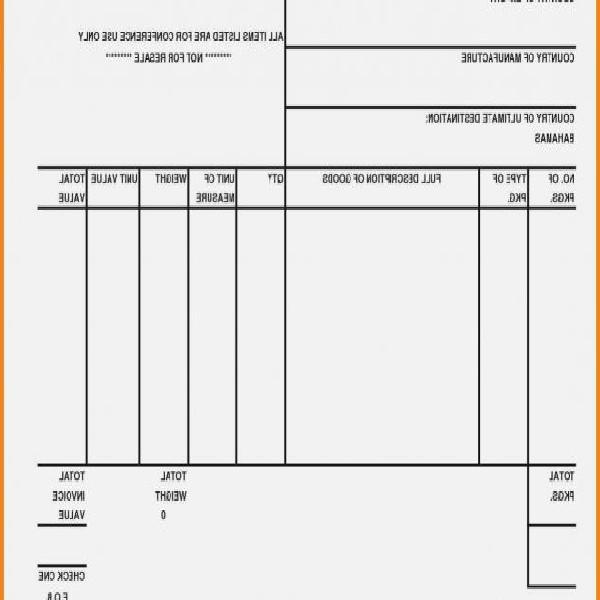 ALL ITEMS LISTED ARE FOR CONFERENCE USE ONLY
******* NOT FOR RESALE *******
COUNTRY OF MANUFACTURE
COUNTRY OF ULTIMATE DESTINATION:
BAHAMAS
NO. OF PKGS.
TYPE OF PKG.
FULL DESCRIPTION OF GOODS
QTY
UNIT OF MEASURE
WEIGHT
UNIT VALUE
TOTAL VALUE
TOTAL PKGS.
TOTAL WEIGHT
0
TOTAL INVOICE VALUE
CHECK ONE
F.O.B.